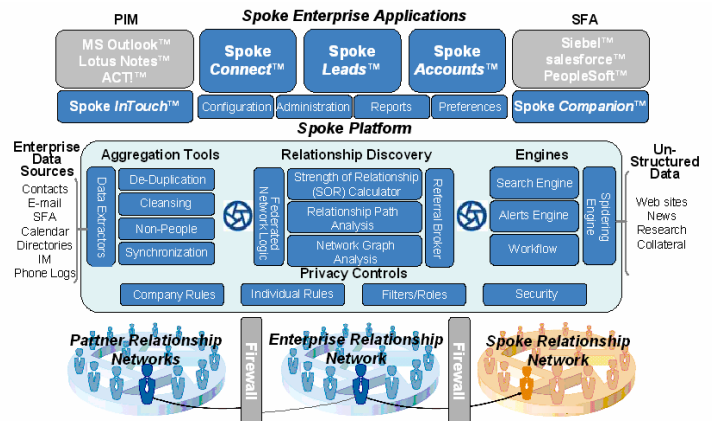 PIM
Spoke Enterprise Applications
SFA
MS Outlook™
Lotus Notes™
ACT!™
Spoke
Connect™
Spoke
Leads™
Spoke
Accounts™
Siebel™
salesforce™
PeopleSoft™
Spoke InTouch™
Configuration
Administration
Reports
Preferences
Spoke Companion™
Spoke Platform
Enterprise
Data
Sources
Contacts
E-mail
SFA
Calendar
Directories
IM
Phone Logs
Aggregation Tools
Data Extractors
De-Duplication
Cleansing
Non-People
Synchronization
Relationship Discovery
Federated
Network Logic
Strength of Relationship
(SOR) Calculator
Relationship Path
Analysis
Network Graph
Analysis
Referral Broker
Engines
Search Engine
Alerts Engine
Workflow
Spidering
Engine
Un-
Structured
Data
Web sites
News
Research
Collateral
Privacy Controls
Company Rules
Individual Rules
Filters/Roles
Security
Partner Relationship
Networks
Firewall
Enterprise Relationship
Network
Firewall
Spoke Relationship
Network